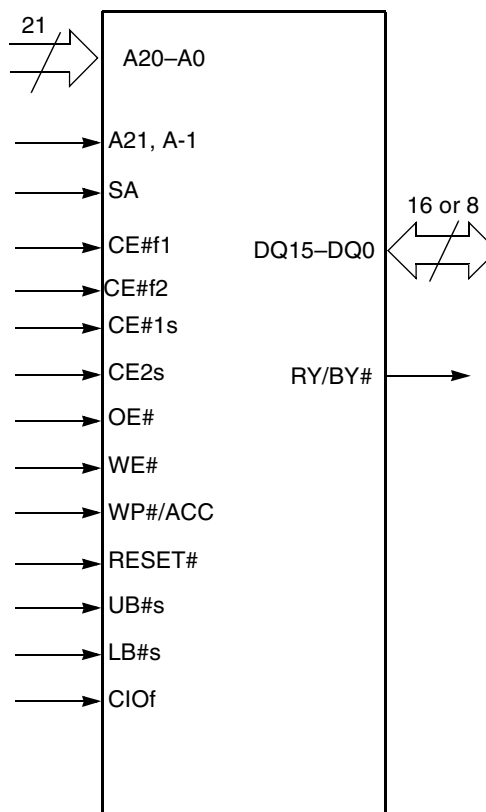 21
A20–A0
A21, A-1
SA
16 or 8
CE#f1
DQ15–DQ0
CE#f2
CE#1s
CE2s
RY/BY#
OE#
WE#
WP#/ACC
RESET#
UB#s
LB#s
CIOf